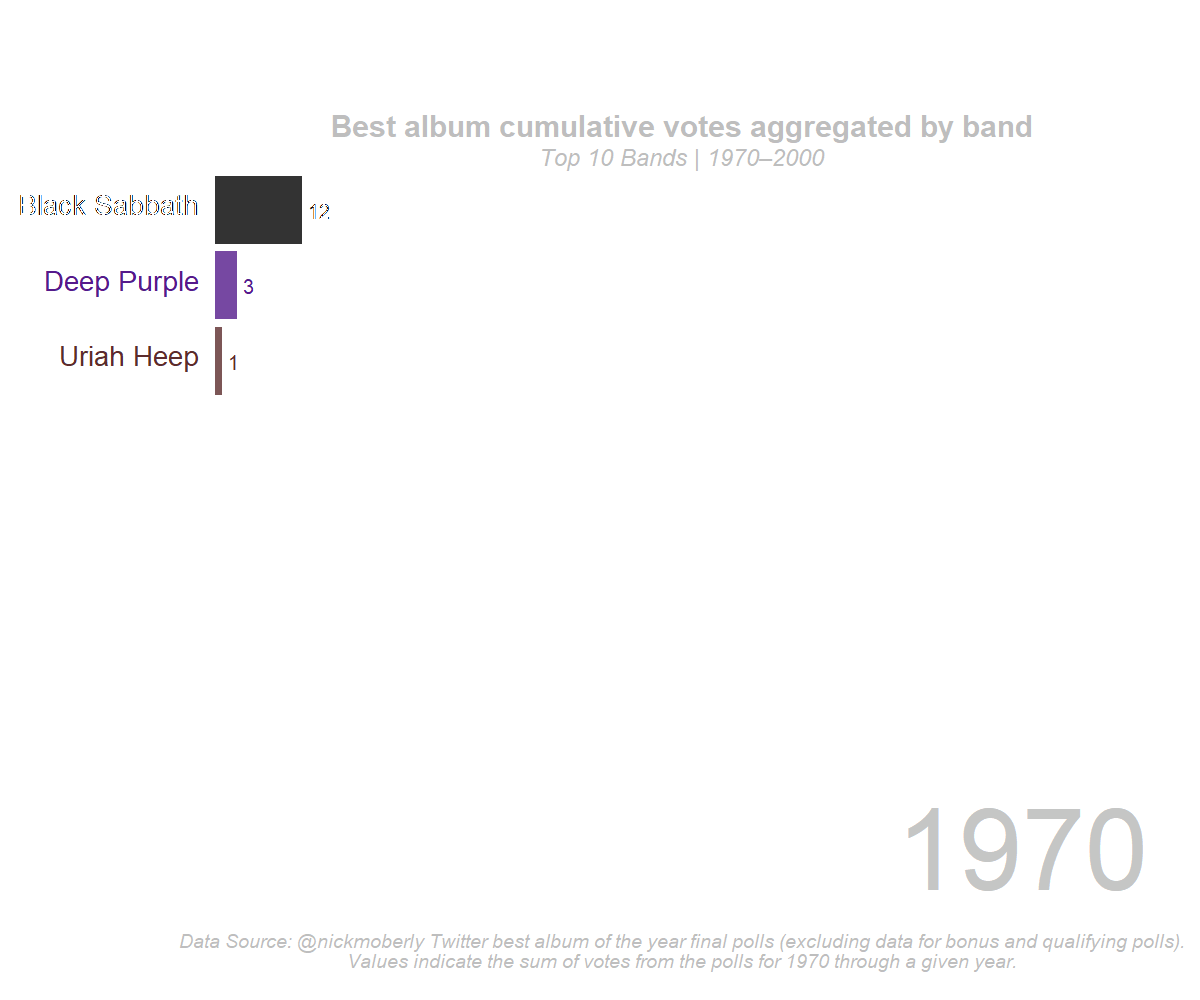 Best album cumulative votes aggregated by band
Top 10 Bands | 1970–2000
Black Sabbath 12
Deep Purple 3
Uriah Heep 1
1970
Data Source: @nickmoberly Twitter best album of the year final polls (excluding data for bonus and qualifying polls).
Values indicate the sum of votes from the polls for 1970 through a given year.